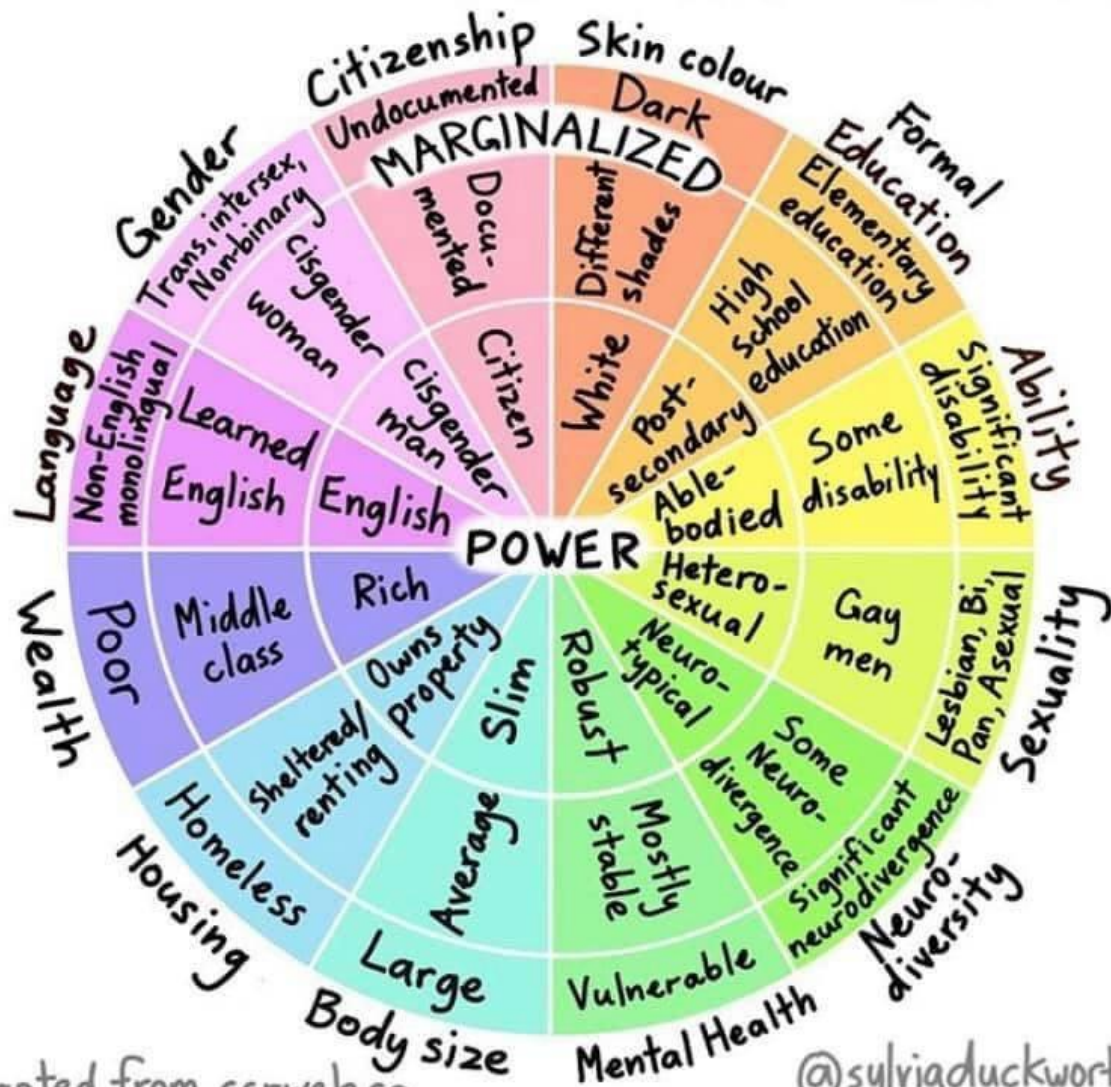 Citizenship
Undocumented
Docu-
mented
Citizen
Skin colour
Dark
Different
shades
White
Formal
Education
Elementary
education
High
School
education
Post-
secondary
Ability
Significant
disability
Some
disability
Able-
bodied
Sexuality
Lesbian, Bi,
Pan, Asexual
Gay
men
Hetero-
sexual
Neuro-
diversity
Significant
neurodivergence
Some
Neuro-
divergence
Neuro-
typical
Mental Health
Vulnerable
Mostly
stable
Robust
Body size
Large
Average
Slim
Housing
Homeless
Sheltered/
renting
Owns
property
Wealth
Poor
Middle
class
Rich
Language
Non-English
monolingual
Learned
English
English
Gender
Trans, intersex,
Non-binary
Cisgender
woman
Cisgender
man
MARGINALIZED
POWER
from
@sylviaduckwort